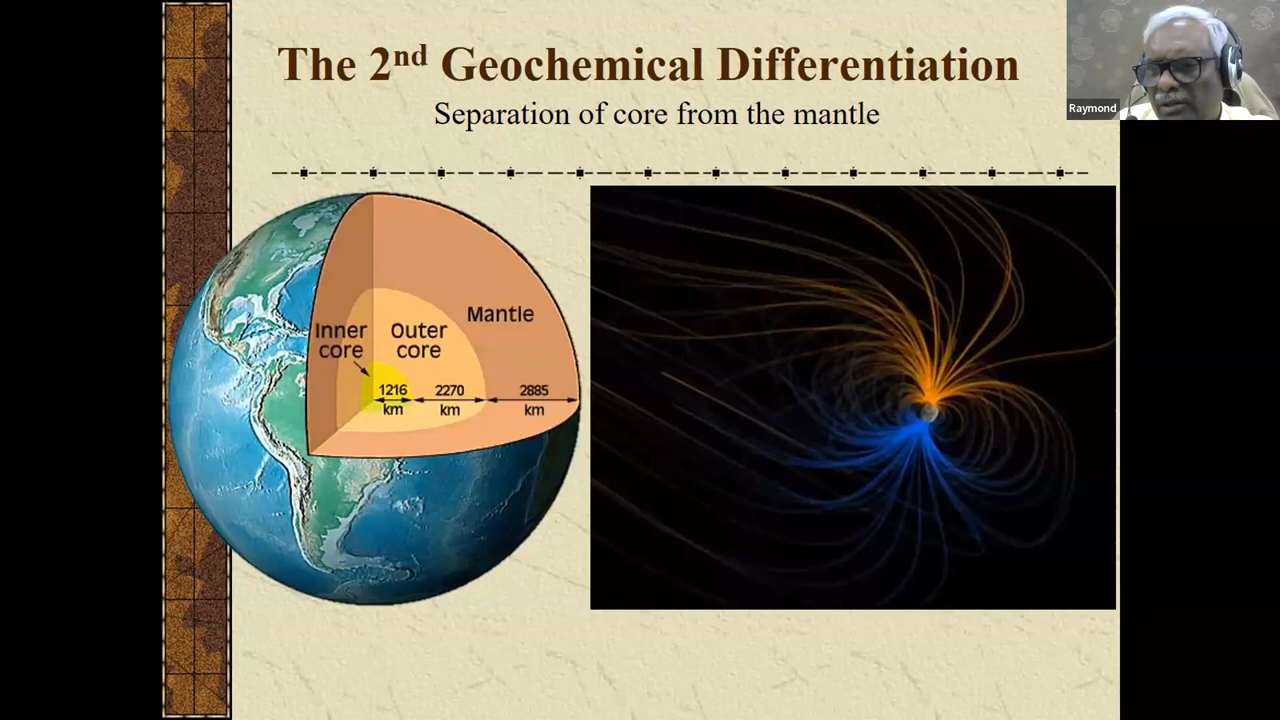 The 2nd Geochemical Differentiation
Separation of core from the mantle
Raymond
Mantle
Inner
core
Outer
core
1216
km
2270
km
2885
km